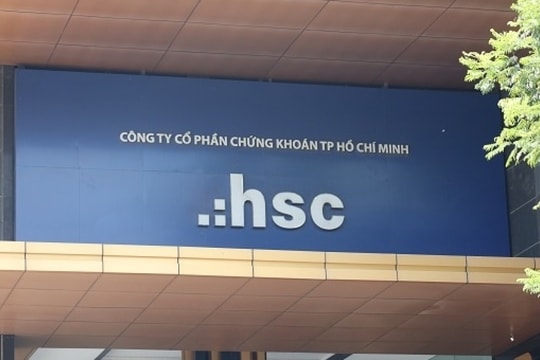 CÔNG TY CỔ PHẦN CHỨNG KHOÁN TP HỒ CHÍ MINH
.:hsc